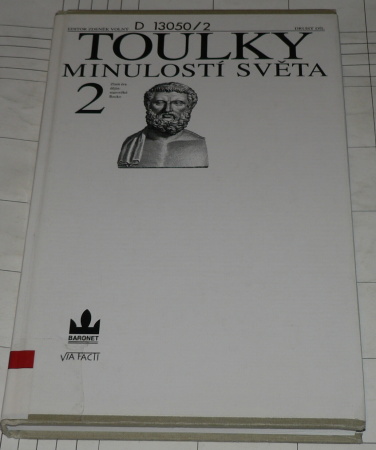 D 13050/2
TOULKY
MINULOSTÍ SVĚTA
2
BARONET
VIA FACTI